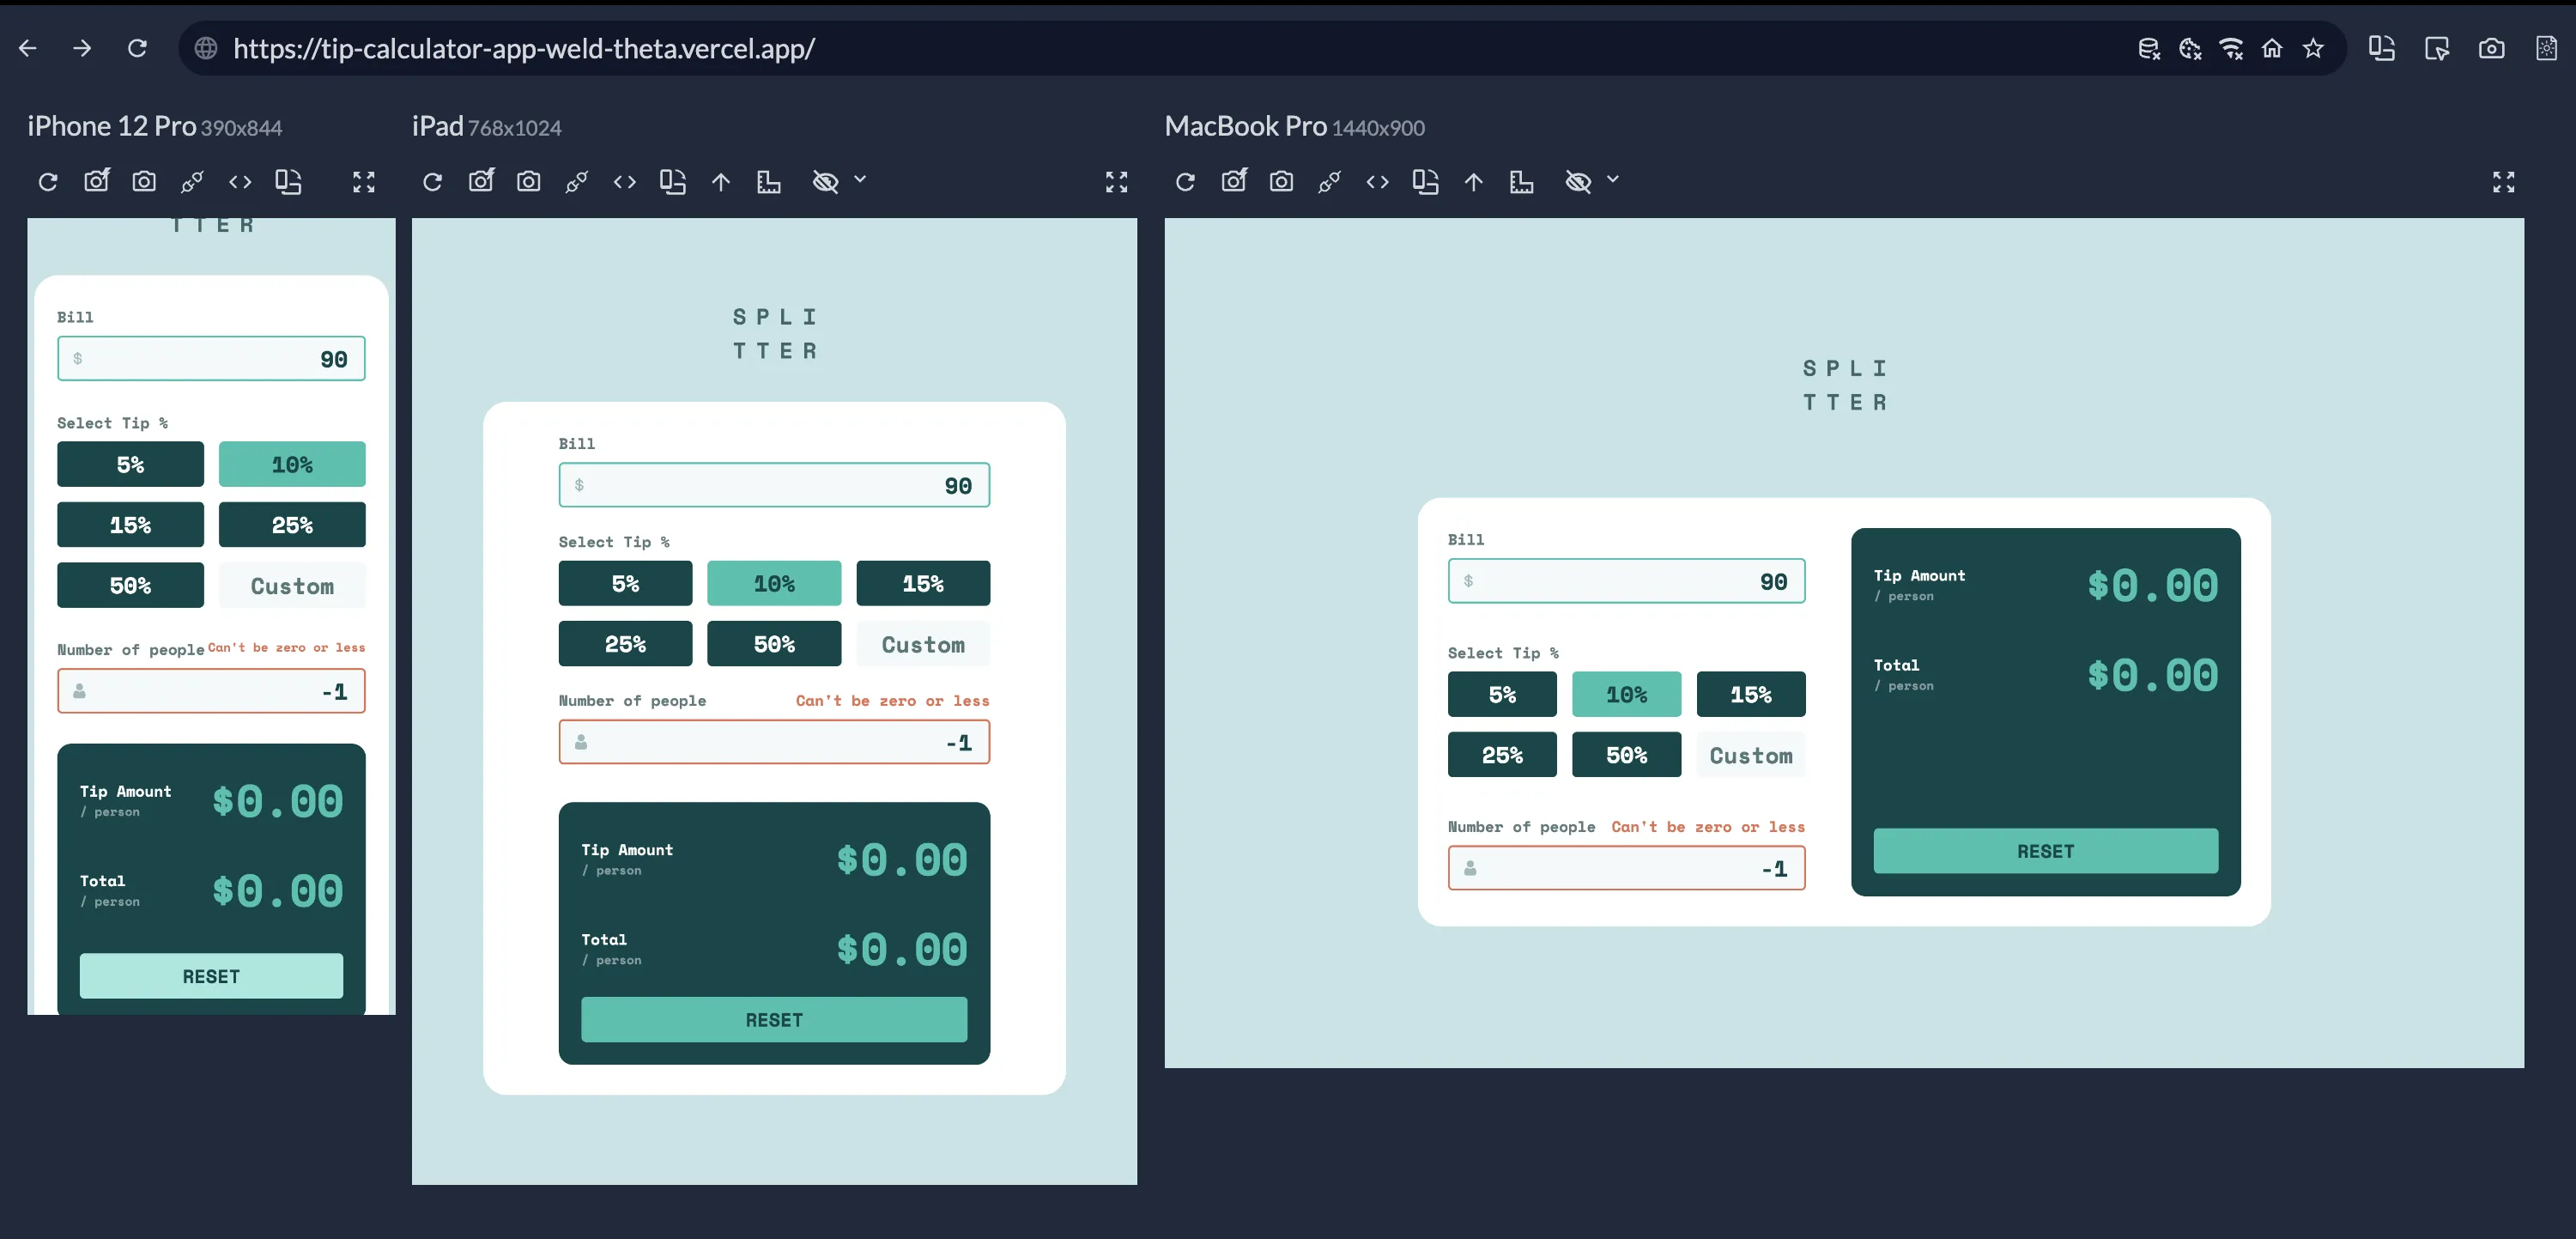 https://tip-calculator-app-weld-theta.vercel.app/
iPhone 12 Pro 390x844
TTER
Bill
$ 90
Select Tip %
5% 10%
15% 25%
50% Custom
Number of people Can't be zero or less
-1
Tip Amount
/ person
$0.00
Total
/ person
$0.00
RESET
iPad 768x1024
SPLI
TTER
Bill
$ 90
Select Tip %
5% 10% 15%
25% 50% Custom
Number of people Can't be zero or less
-1
Tip Amount
/ person
$0.00
Total
/ person
$0.00
RESET
MacBook Pro 1440x900
SPLI
TTER
Bill
$ 90
Select Tip %
5% 10% 15%
25% 50% Custom
Number of people Can't be zero or less
-1
Tip Amount
/ person
$0.00
Total
/ person
$0.00
RESET